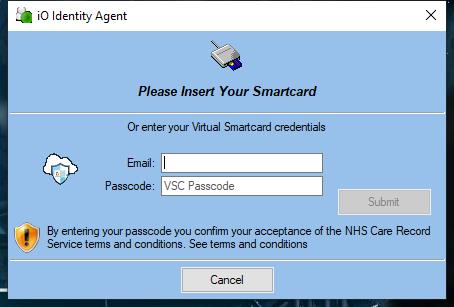 iO Identity Agent
Please Insert Your Smartcard
Or enter your Virtual Smartcard credentials
Email:
Passcode: VSC Passcode
Submit
By entering your passcode you confirm your acceptance of the NHS Care Record
Service terms and conditions. See terms and conditions
Cancel